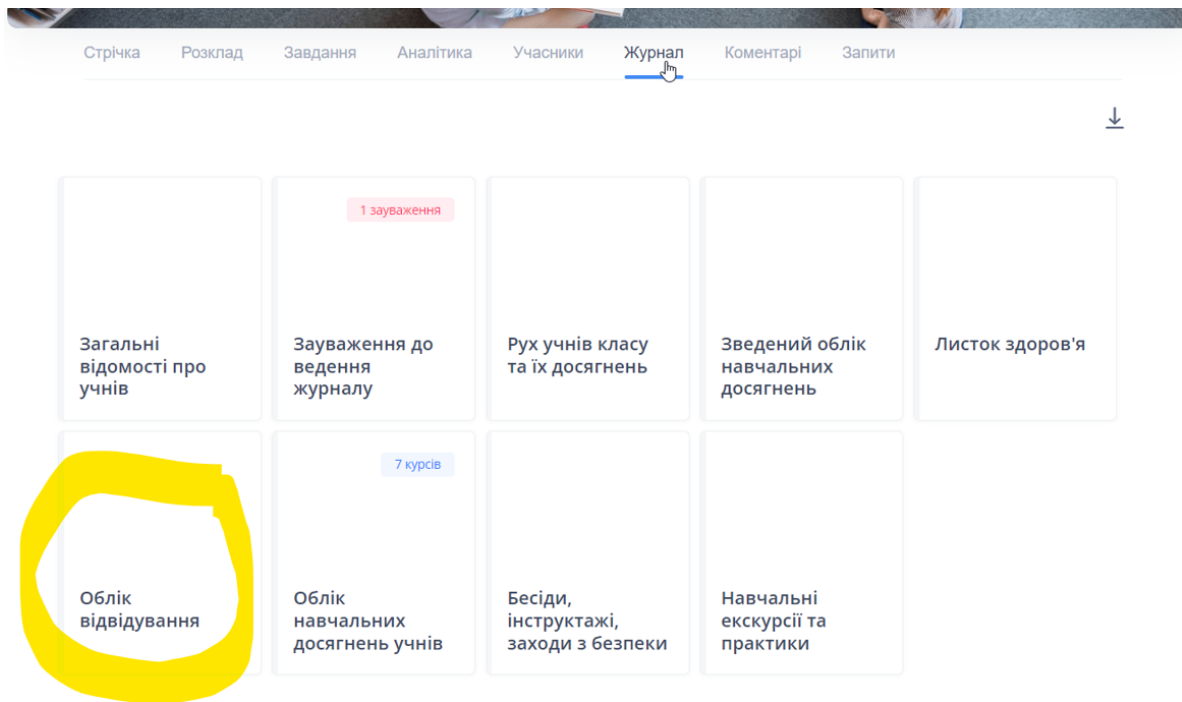 Стрічка Розклад Завдання Аналітика Учасники Журнал Коментарі Запити
1 зауваження
Загальні
відомості про
учнів
Зауваження до
ведення
журналу
Рух учнів класу
та їх досягнень
Зведений облік
навчальних
досягнень
Листок здоров'я
7 курсів
Облік
відвідування
Облік
навчальних
досягнень учнів
Бесіди,
інструктажі,
заходи з безпеки
Навчальні
екскурсії та
практики